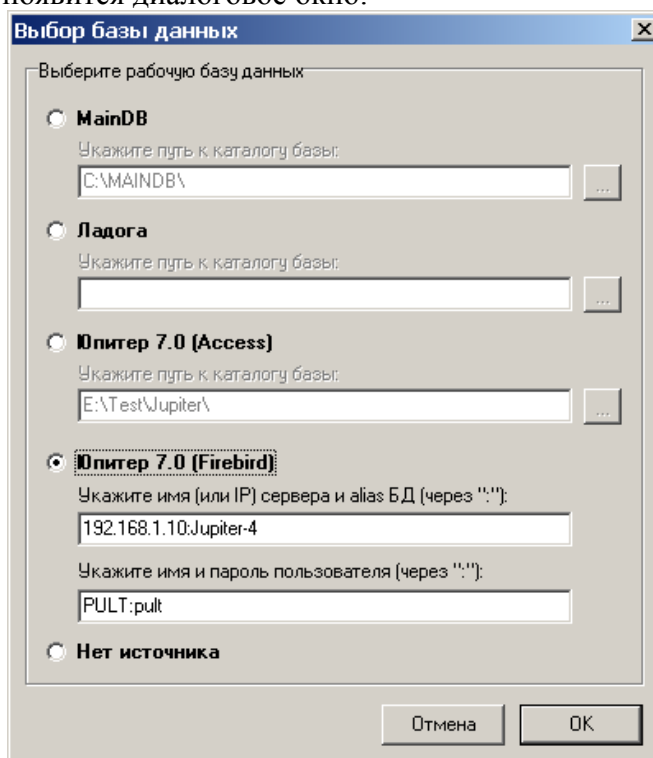 появится диалоговое окно:
Выбор базы данных
Выберите рабочую базу данных
MainDB
Укажите путь к каталогу базы:
C:\MAINDB\
...
Ладога
Укажите путь к каталогу базы:
...
Юпитер 7.0 (Access)
Укажите путь к каталогу базы:
E:\Test\Jupiter\
...
Юпитер 7.0 (Firebird)
Укажите имя (или IP) сервера и alias БД (через ":"):
192.168.1.10:Jupiter-4
Укажите имя и пароль пользователя (через ":"):
PULT:pult
Нет источника
Отмена
OK